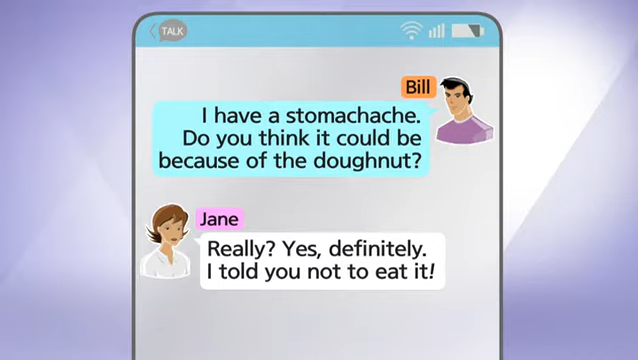 TALK
Bill
I have a stomachache.
Do you think it could be
because of the doughnut?
Jane
Really? Yes, definitely.
I told you not to eat it!